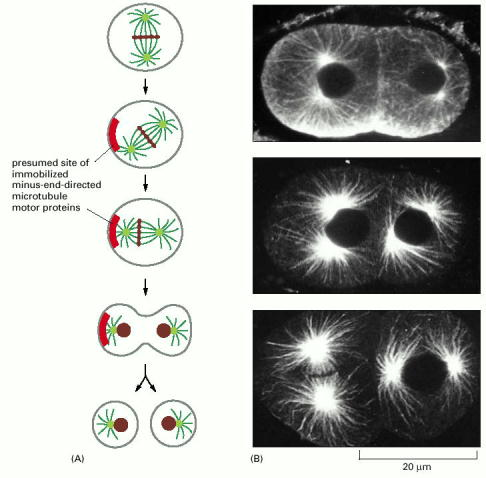 presumed site of
immobilized
minus-end-directed
microtubule
motor proteins
(A)
(B)
20 μm